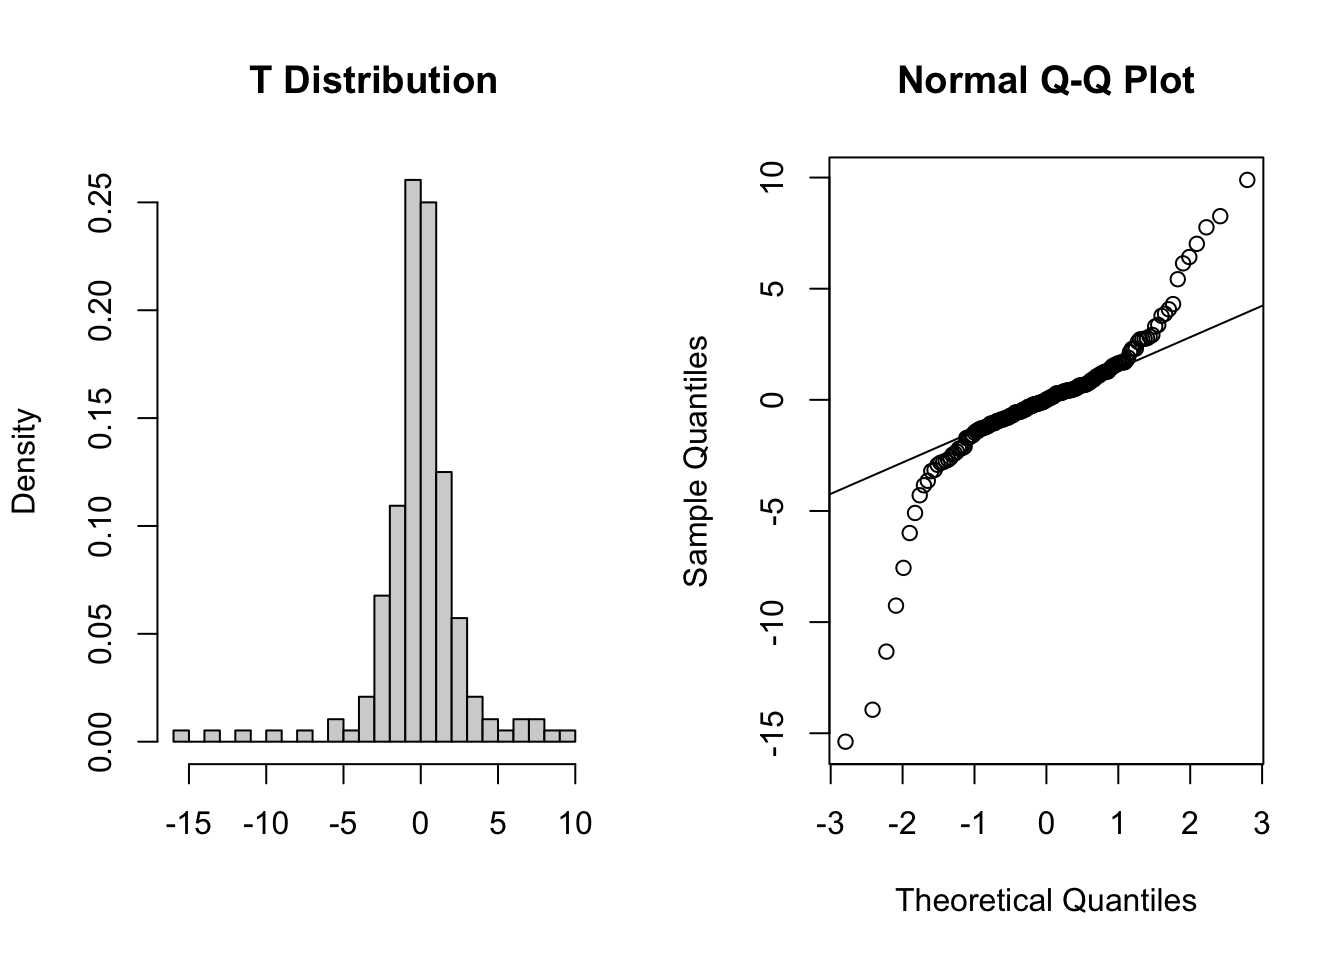 T Distribution
Density
0.00 0.05 0.10 0.15 0.20 0.25
-15 -10 -5 0 5 10
Normal Q-Q Plot
Sample Quantiles
-15 -10 -5 0 5 10
-3 -2 -1 0 1 2 3
Theoretical Quantiles